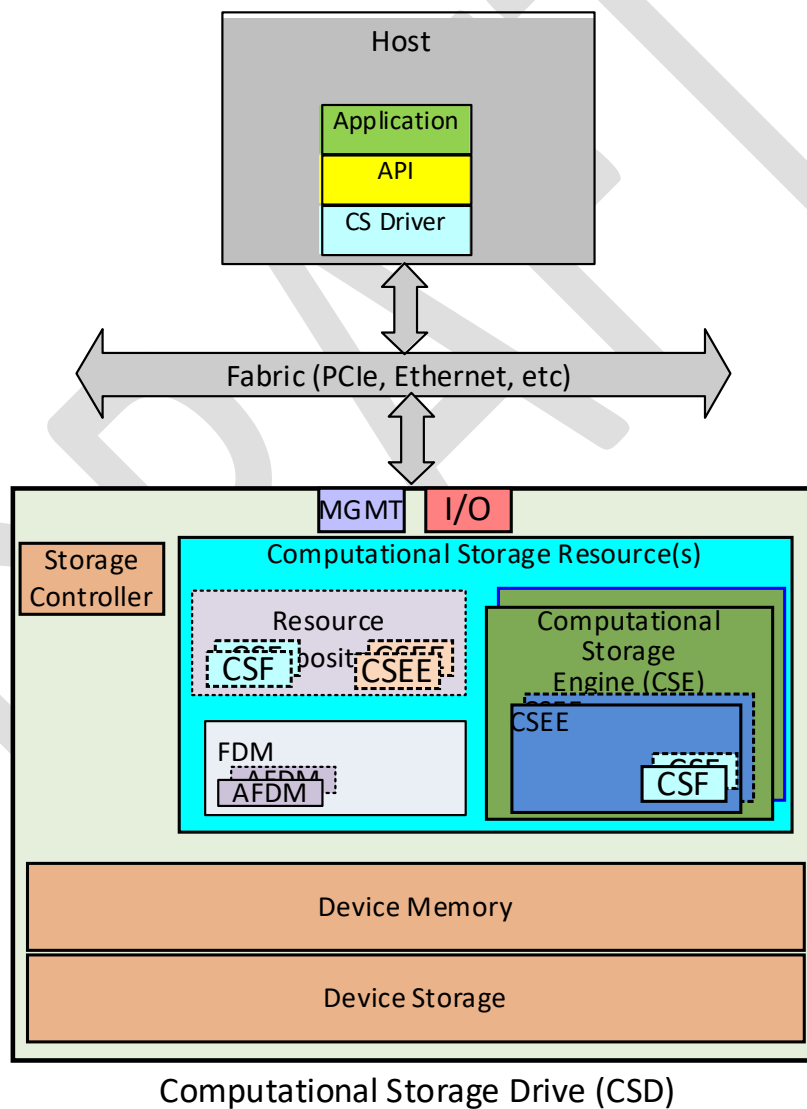 Host
Application
API
CS Driver
Fabric (PCIe, Ethernet, etc)
MGMT
I/O
Storage
Controller
Computational Storage Resource(s)
Resource
CSF
CSEE
Computational
Storage
Engine (CSE)
CSEE
CSF
FDM
AFDM
AFDM
Device Memory
Device Storage
Computational Storage Drive (CSD)